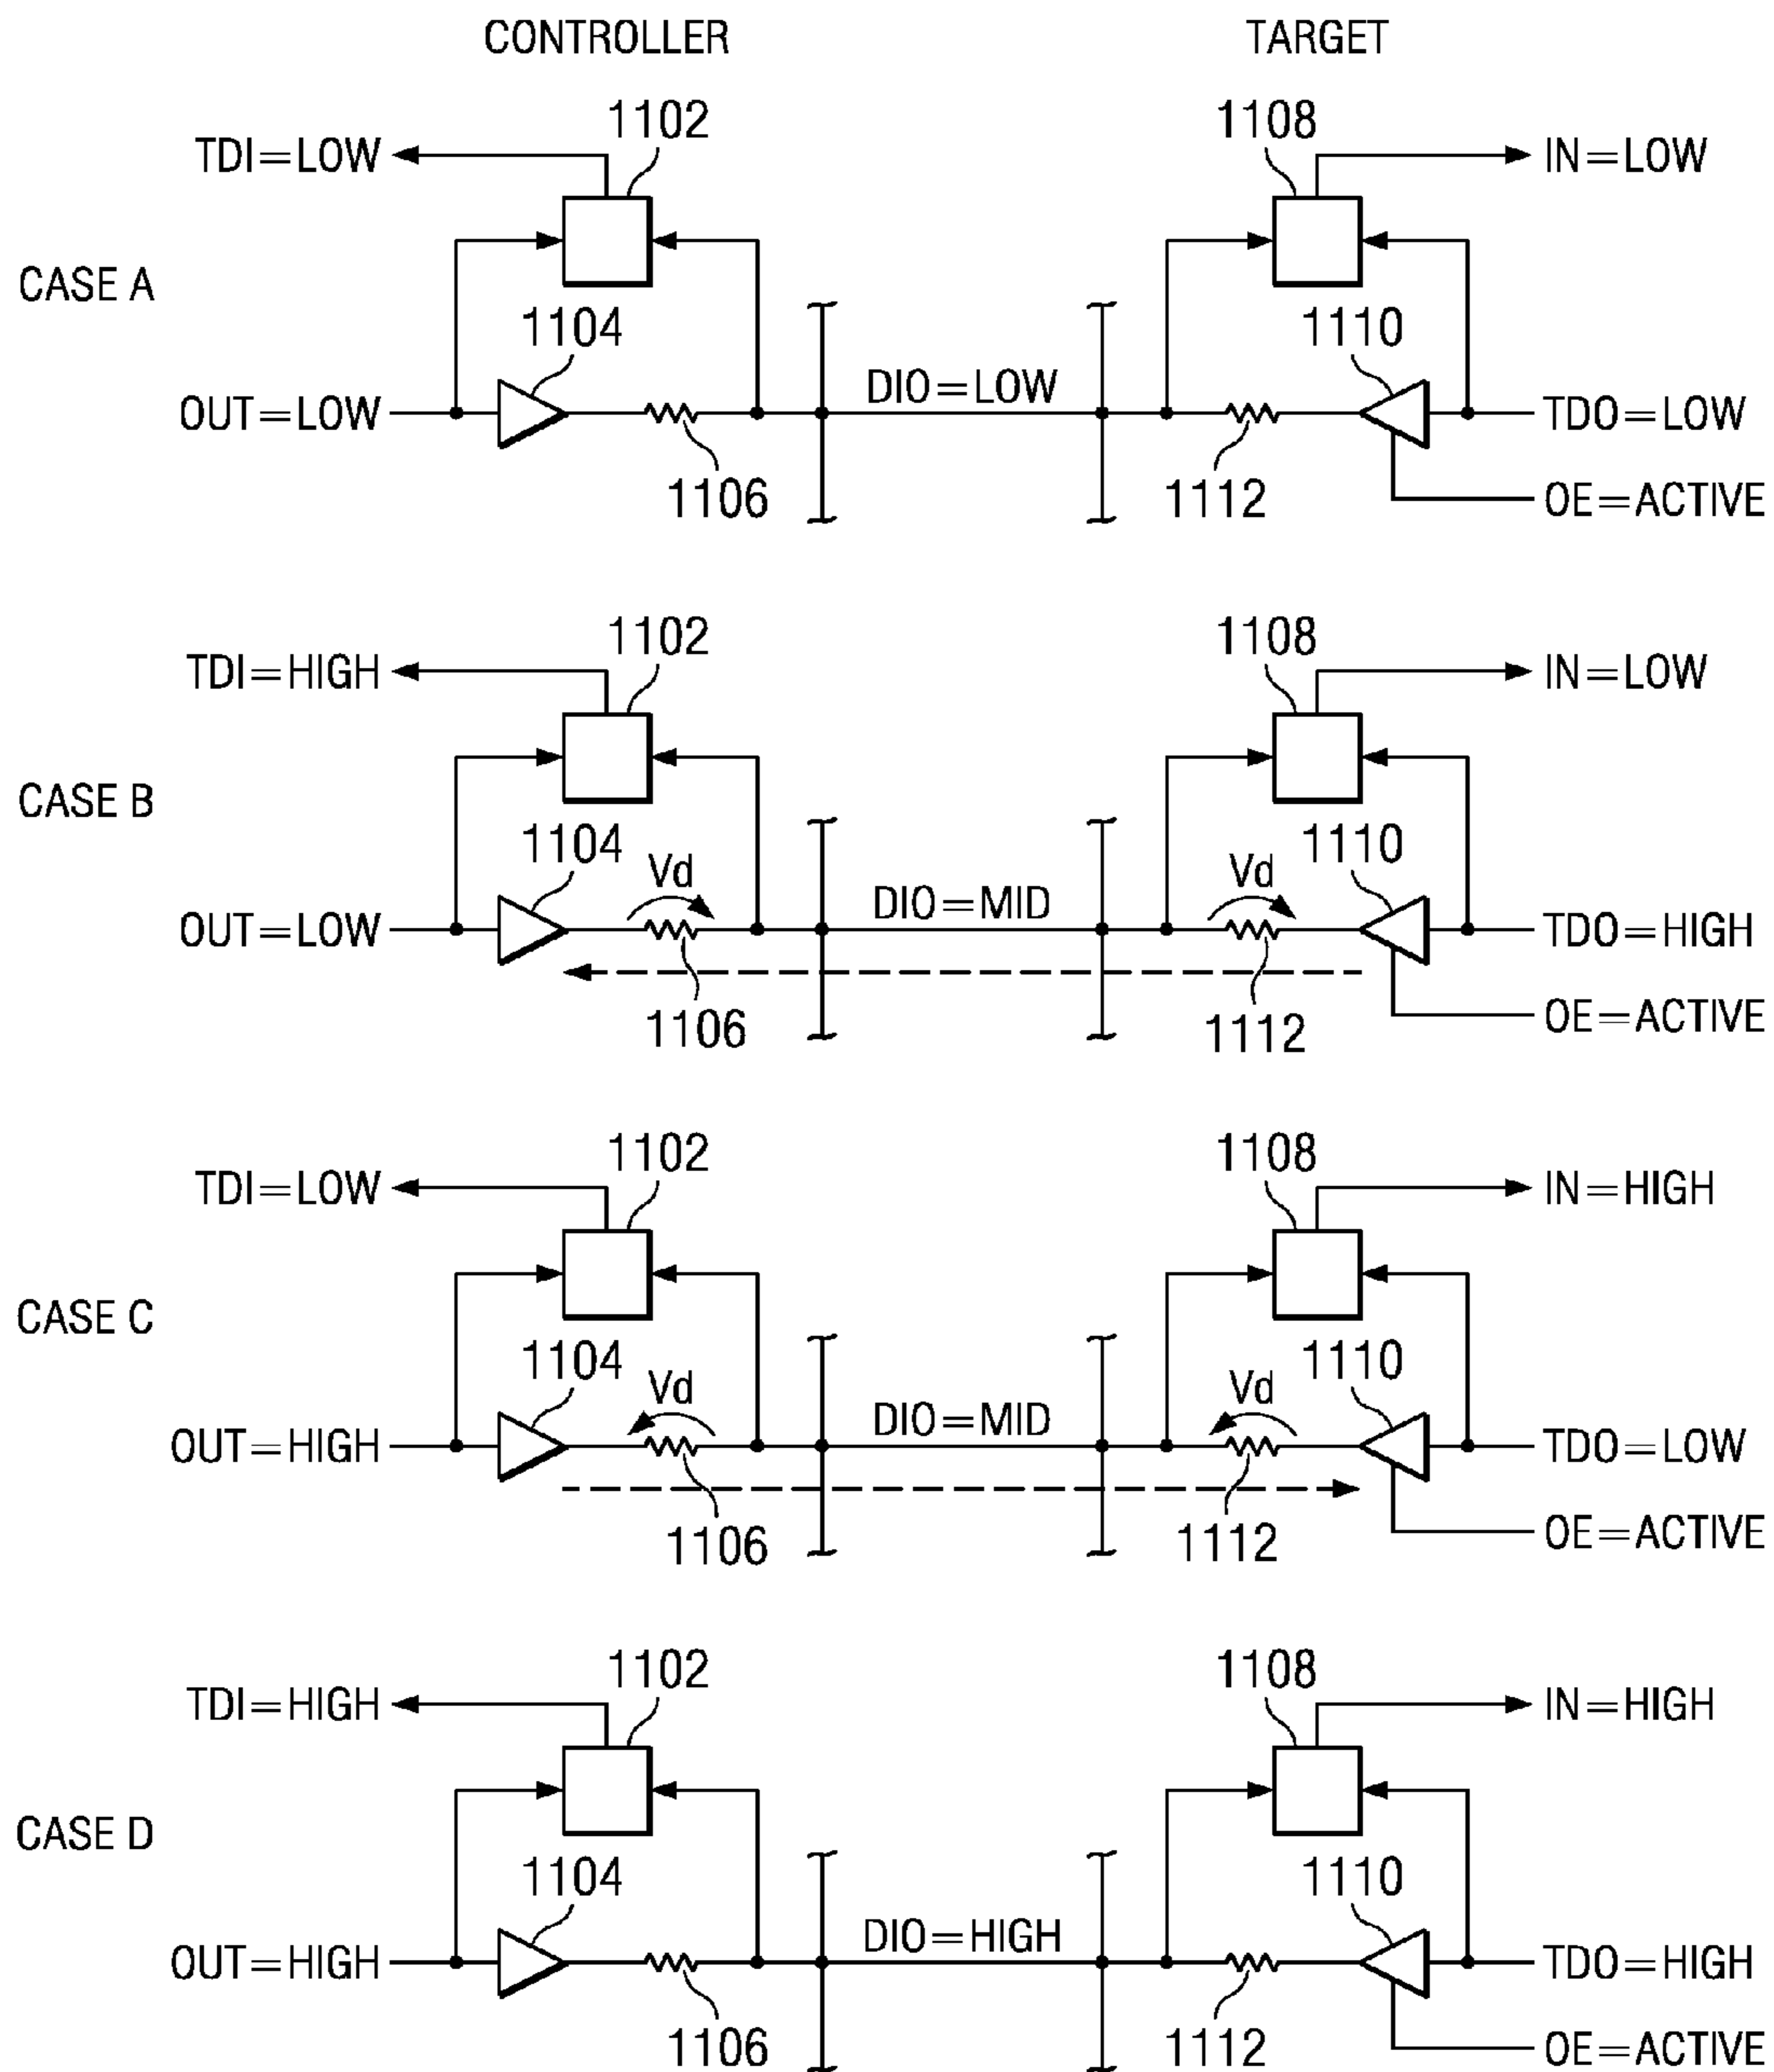 CONTROLLER TARGET
1102 1108
TDI=LOW IN=LOW
CASE A
1104 1110
DIO=LOW
OUT=LOW TDO=LOW
1106 1112 OE=ACTIVE
1102 1108
TDI=HIGH IN=LOW
CASE B
1104 1110
Vd Vd
DIO=MID
OUT=LOW TDO=HIGH
1106 1112 OE=ACTIVE
1102 1108
TDI=LOW IN=HIGH
CASE C
1104 1110
Vd Vd
DIO=MID
OUT=HIGH TDO=LOW
1106 1112 OE=ACTIVE
1102 1108
TDI=HIGH IN=HIGH
CASE D
1104 1110
DIO=HIGH
OUT=HIGH TDO=HIGH
1106 1112 OE=ACTIVE